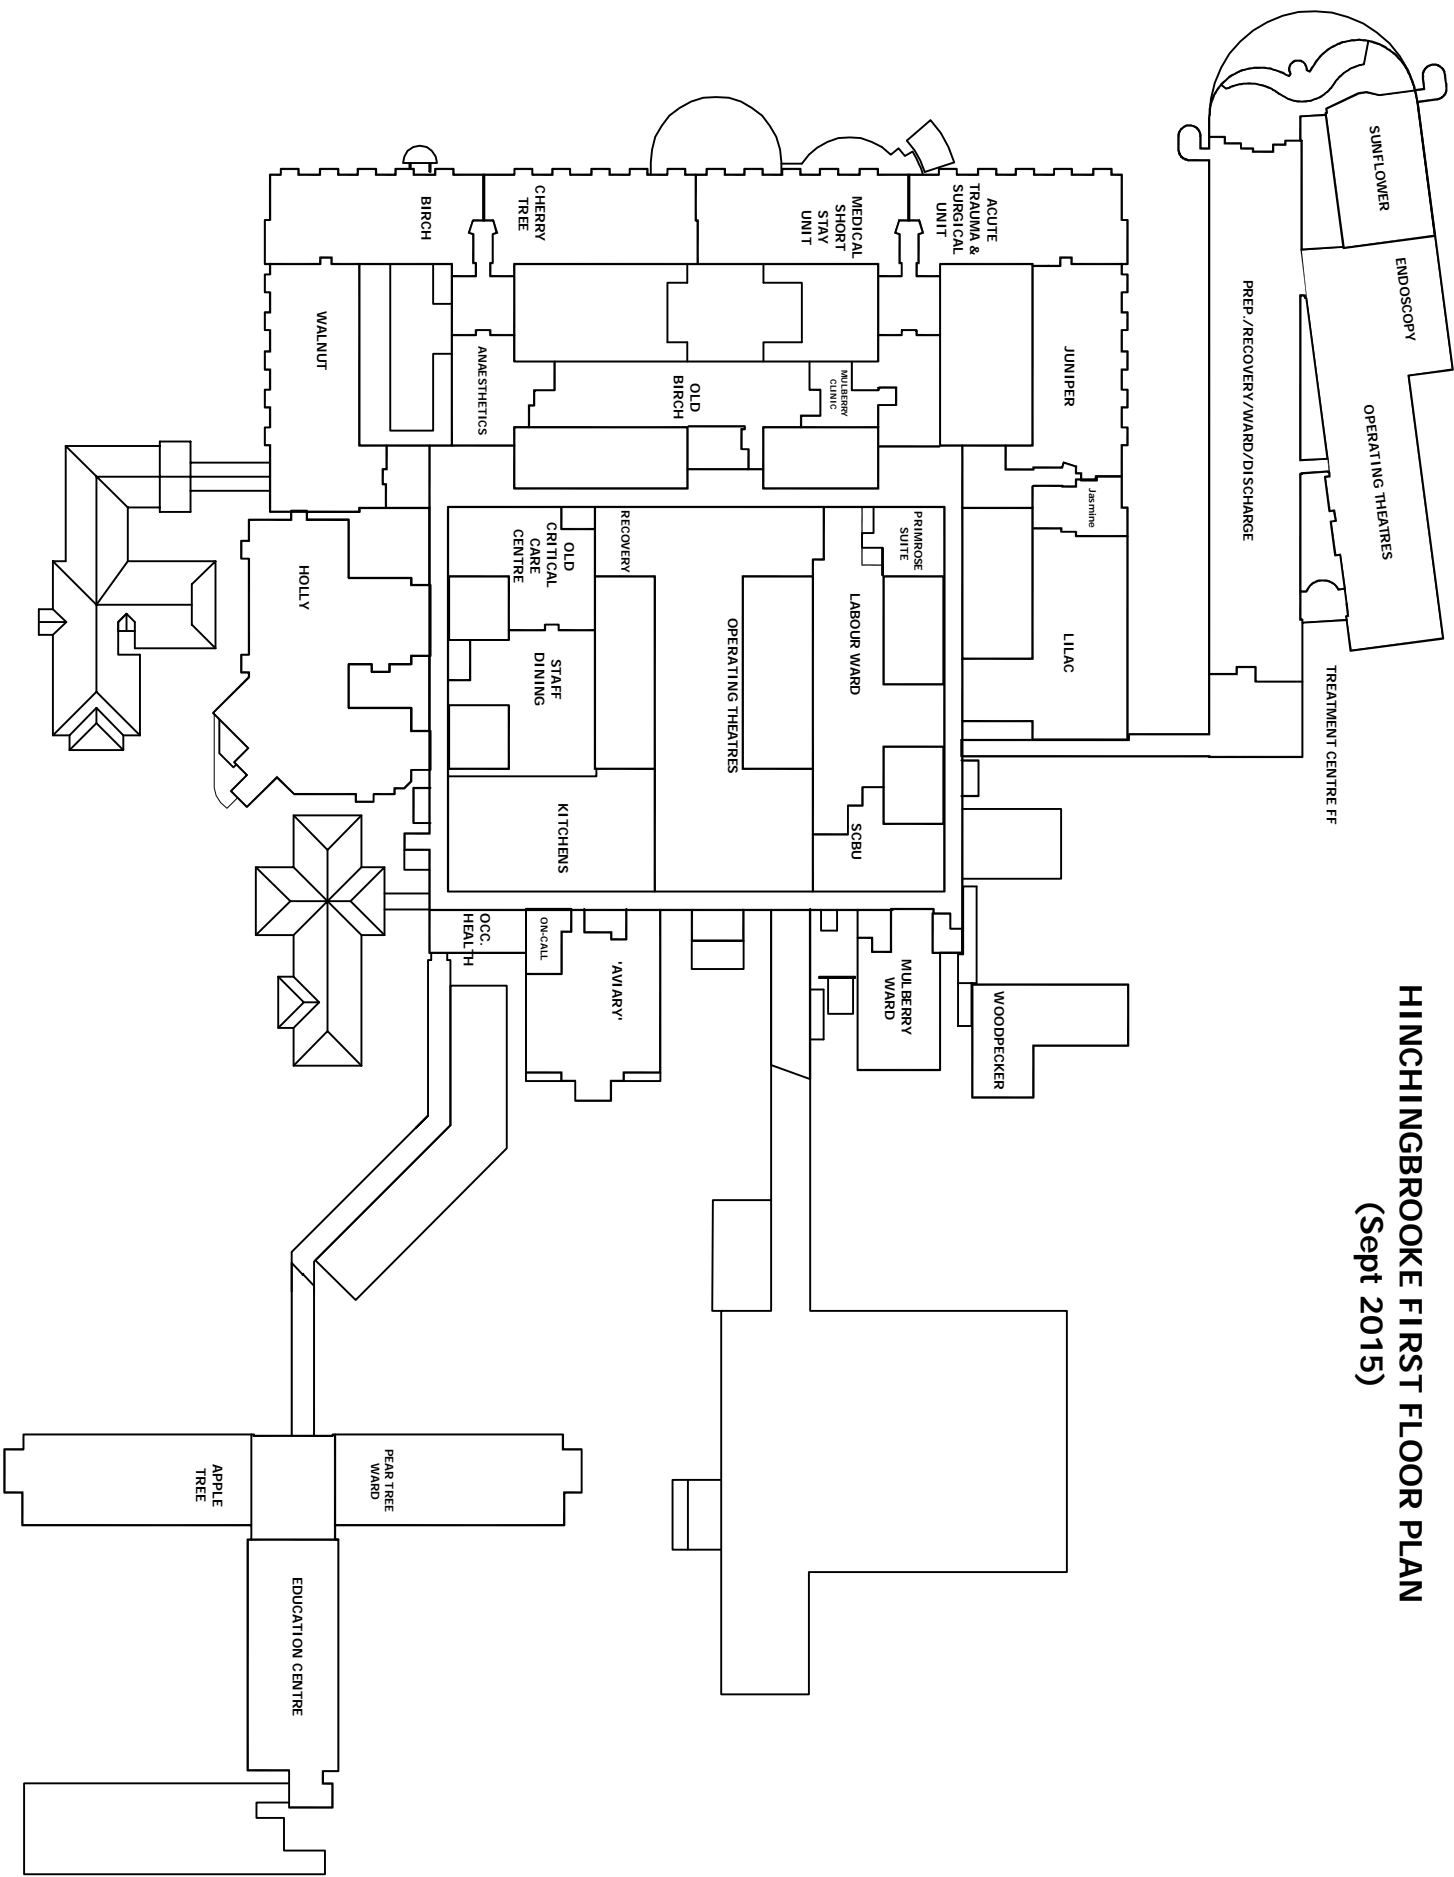 HINCHINGBROOKE FIRST FLOOR PLAN
(Sept 2015)
SUNFLOWER
ENDOSCOPY
OPERATING THEATRES
PREP./RECOVERY/WARD/DISCHARGE
TREATMENT CENTRE FF
ACUTE
TRAUMA &
SURGICAL
UNIT
MEDICAL
SHORT
STAY
UNIT
CHERRY
TREE
BIRCH
JUNIPER
MULBERRY
CLINIC
OLD
BIRCH
ANAESTHETICS
WALNUT
Jasmine
LILAC
PRIMROSE
SUITE
LABOUR WARD
SCBU
OPERATING THEATRES
RECOVERY
OLD
CRITICAL
CARE
CENTRE
STAFF
DINING
KITCHENS
HOLLY
WOODPECKER
MULBERRY
WARD
'AVIARY'
ON-CALL
OCC.
HEALTH
PEAR TREE
WARD
APPLE
TREE
EDUCATION CENTRE